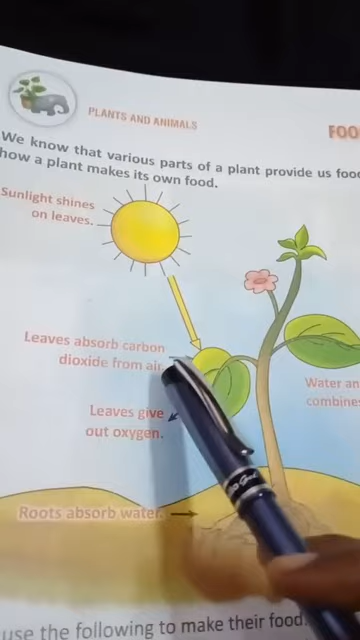 PLANTS AND ANIMALS
FOO
We know that various parts of a plant provide us foo
how a plant makes its own food.
Sunlight shines
on leaves.
Leaves absorb carbon
dioxide from air.
Water an
combine
Leaves give
out oxygen.
Roots absorb water.
use the following to make their food.